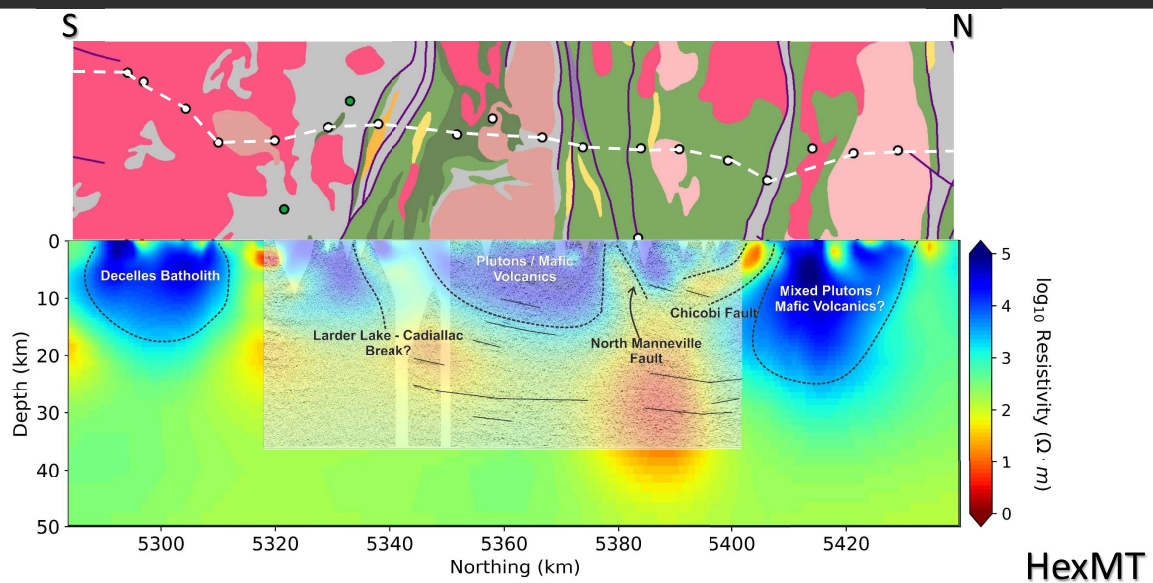 S
N
0
10
20
30
40
50
Depth (km)
Decelles Batholith
Plutons / Mafic
Volcanics
Larder Lake - Cadiallac
Break?
North Manneville
Fault
Chicobi Fault
Mixed Plutons /
Mafic Volcanics?
5300
5320
5340
5360
5380
5400
5420
Northing (km)
5
4
3
2
1
0
log₁₀ Resistivity (Ω · m)
HexMT